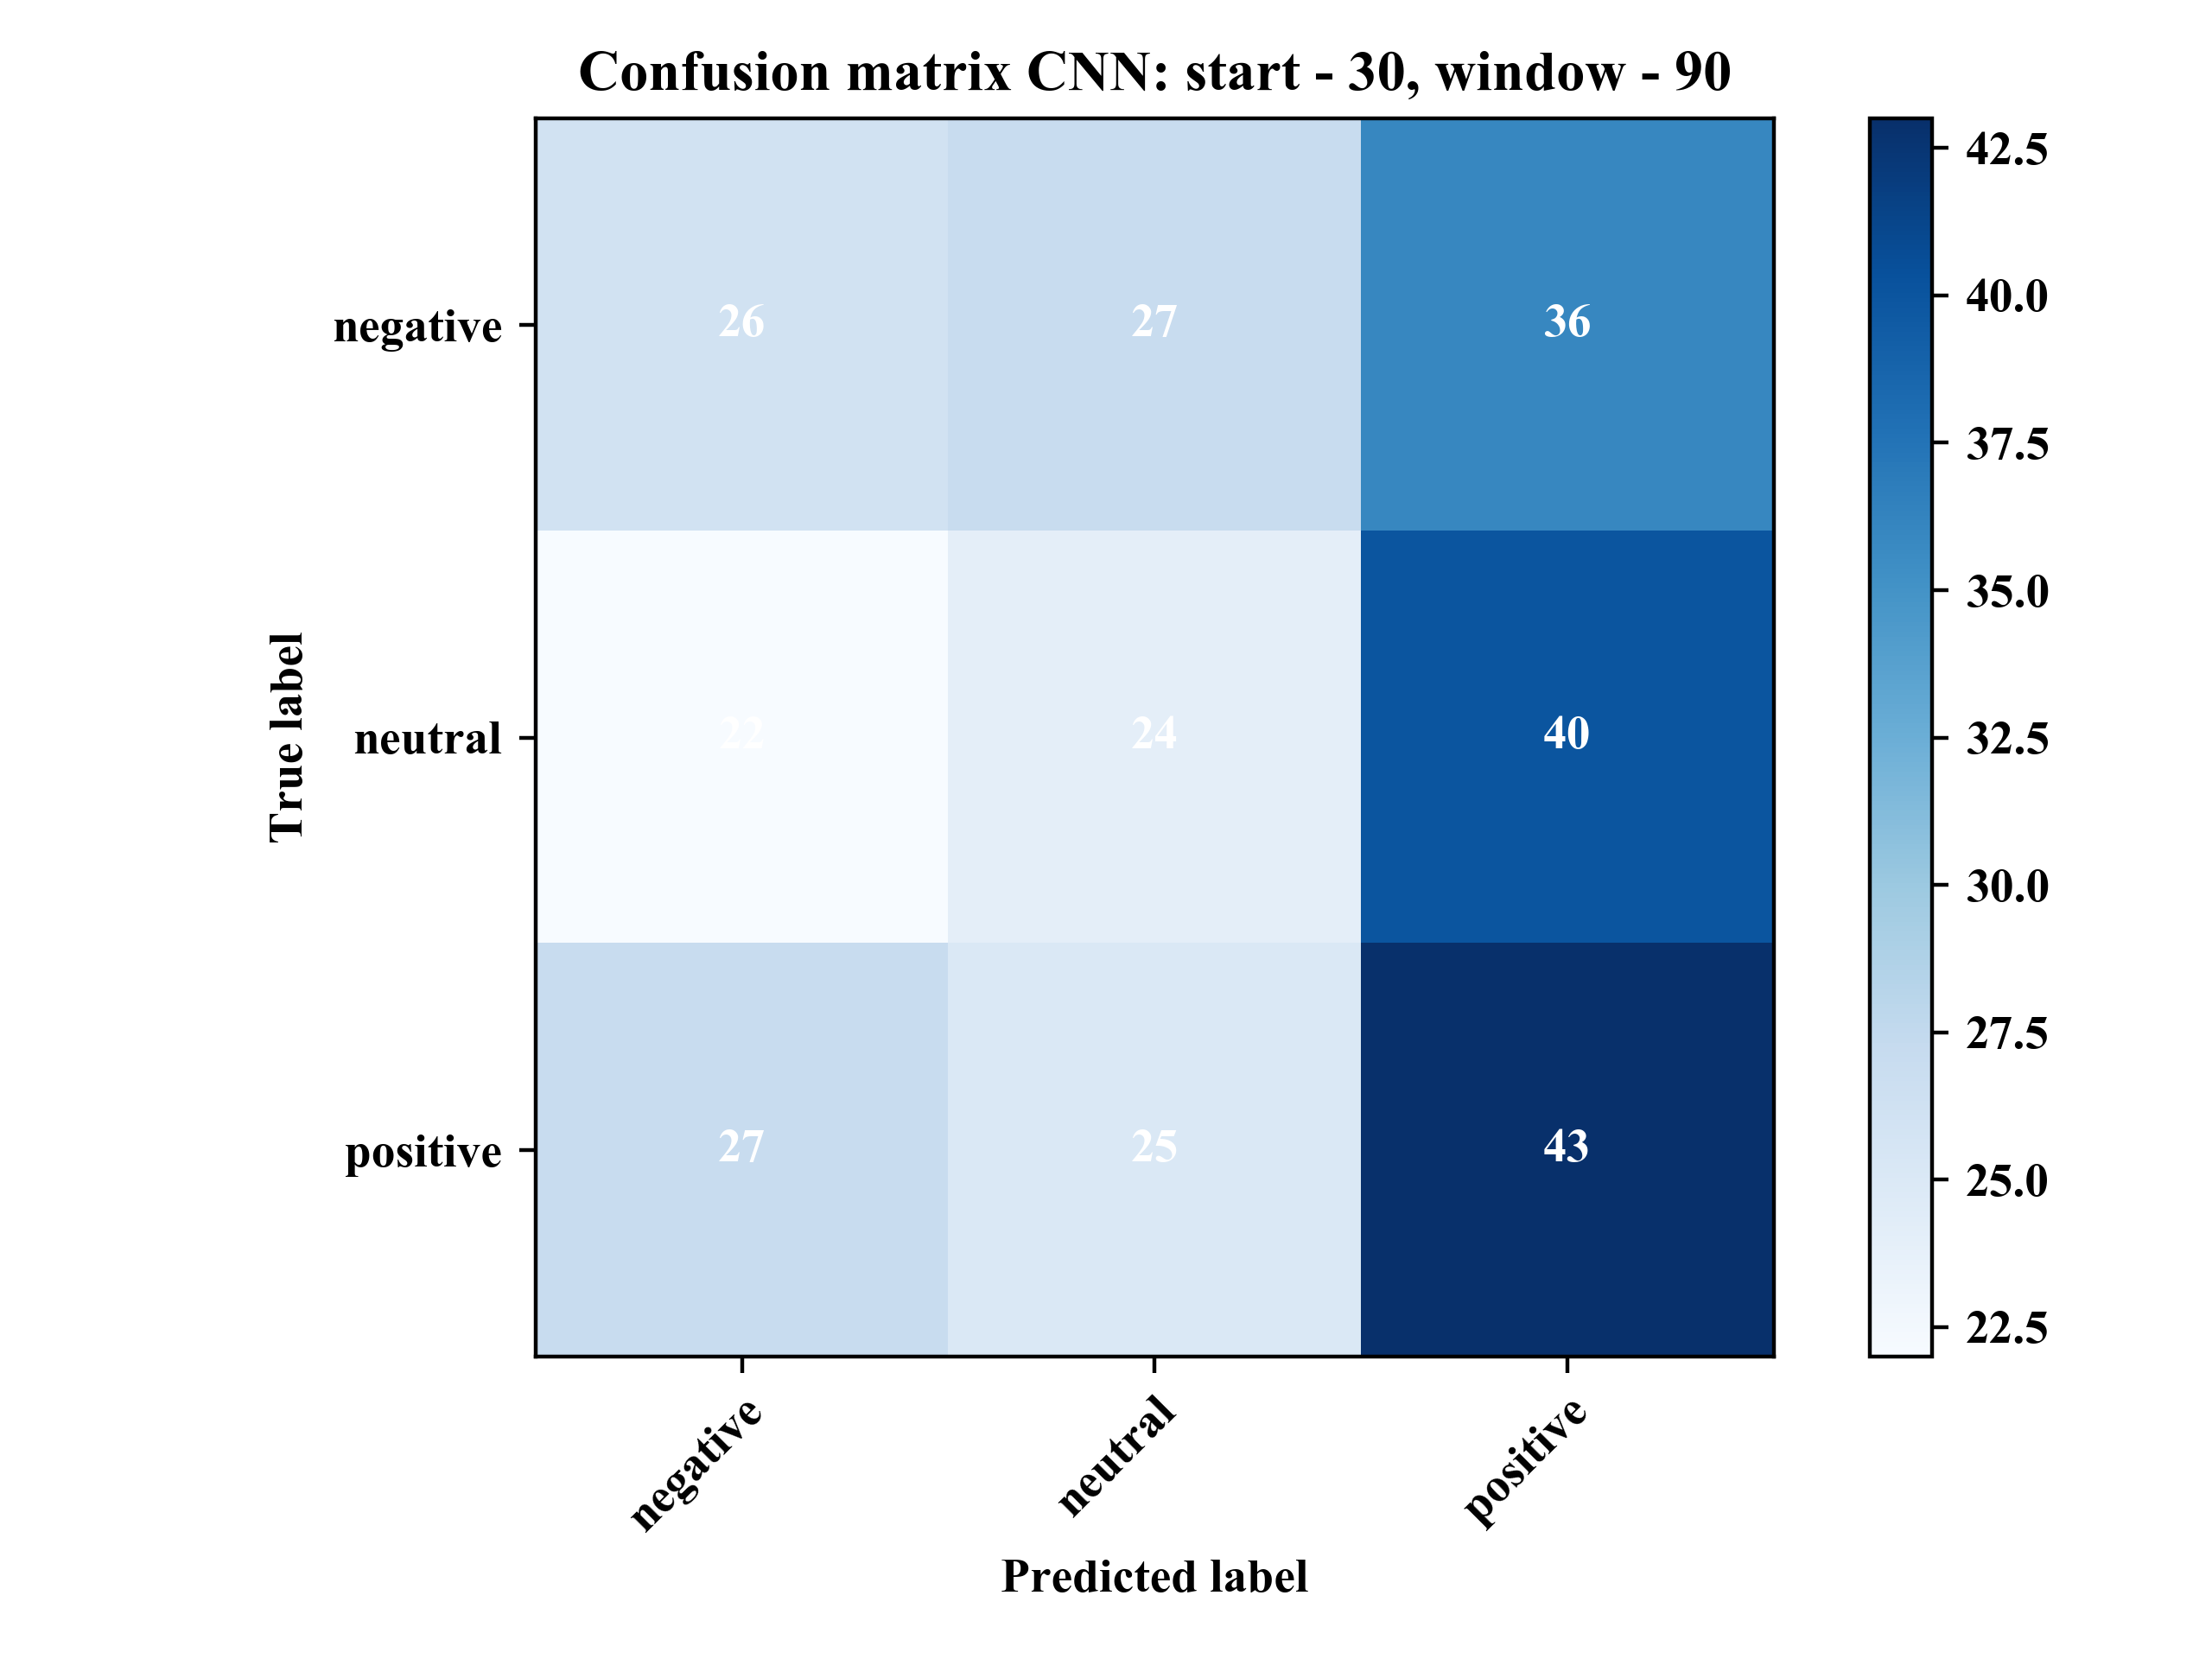 Confusion matrix CNN: start - 30, window - 90
True label
negative
26 27 36
neutral
22 24 40
positive
27 25 43
negative neutral positive
Predicted label
42.5
40.0
37.5
35.0
32.5
30.0
27.5
25.0
22.5